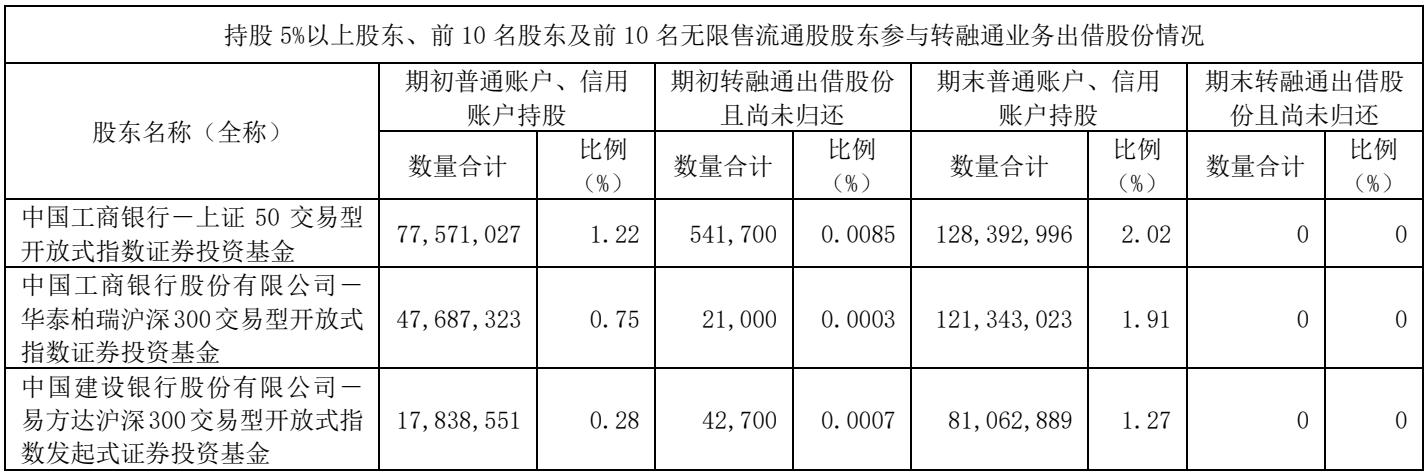 持股 5%以上股东、前 10 名股东及前 10 名无限售流通股股东参与转融通业务出借股份情况
股东名称（全称）
期初普通账户、信用
账户持股
期初转融通出借股份
且尚未归还
期末普通账户、信用
账户持股
期末转融通出借股
份且尚未归还
数量合计
比例
（%）
数量合计
比例
（%）
数量合计
比例
（%）
数量合计
比例
（%）
中国工商银行－上证 50 交易型
开放式指数证券投资基金
77,571,027
1.22
541,700
0.0085
128,392,996
2.02
0
0
中国工商银行股份有限公司－
华泰柏瑞沪深300交易型开放式
指数证券投资基金
47,687,323
0.75
21,000
0.0003
121,343,023
1.91
0
0
中国建设银行股份有限公司－
易方达沪深300交易型开放式指
数发起式证券投资基金
17,838,551
0.28
42,700
0.0007
81,062,889
1.27
0
0